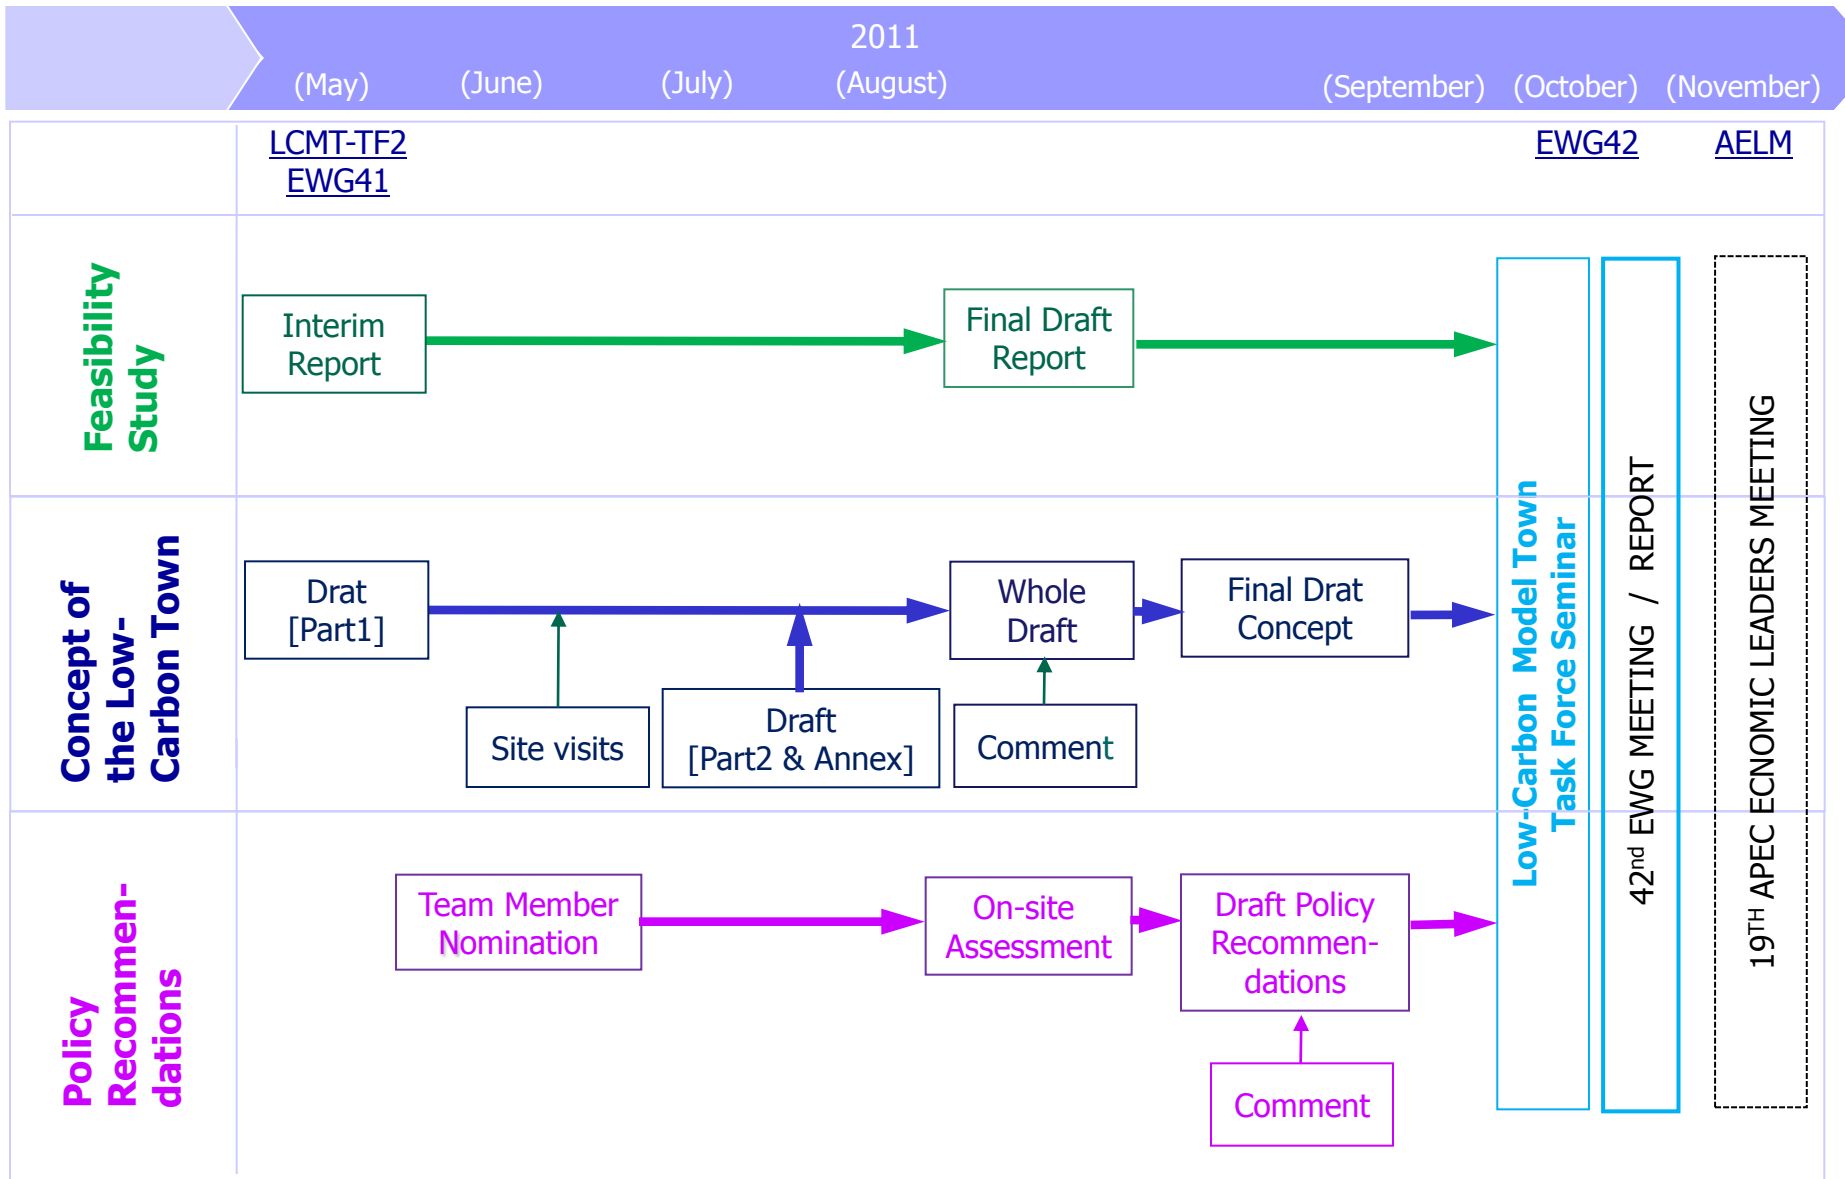 2011
(May) (June) (July) (August) (September) (October) (November)
LCMT-TF2
EWG41
EWG42
AELM
Feasibility
Study
Interim
Report
Final Draft
Report
Concept of
the Low-
Carbon Town
Drat
[Part1]
Site visits
Draft
[Part2 & Annex]
Whole
Draft
Comment
Final Drat
Concept
Policy
Recommen-
dations
Team Member
Nomination
On-site
Assessment
Draft Policy
Recommen-
dations
Comment
Low-Carbon Model Town
Task Force Seminar
42nd EWG MEETING / REPORT
19TH APEC ECNOMIC LEADERS MEETING